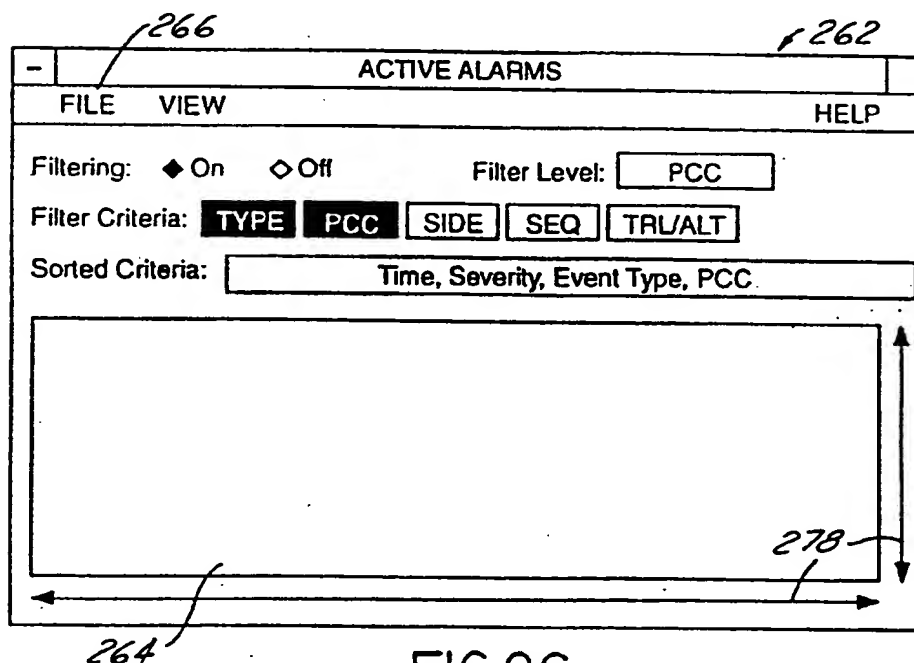 266
262
- ACTIVE ALARMS
FILE VIEW HELP
Filtering: On Off Filter Level: PCC
Filter Criteria: TYPE PCC SIDE SEQ TRL/ALT
Sorted Criteria: Time, Severity, Event Type, PCC
278
264